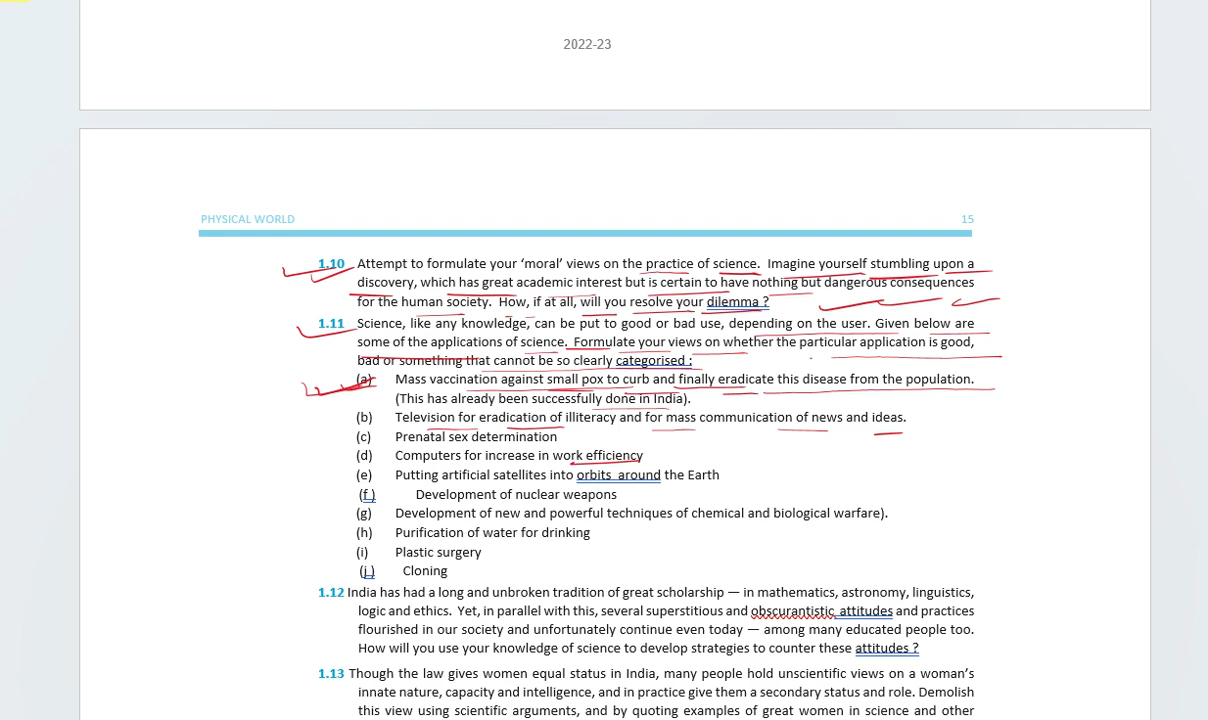 2022-23
PHYSICAL WORLD 15
1.10 Attempt to formulate your ‘moral’ views on the practice of science. Imagine yourself stumbling upon a
discovery, which has great academic interest but is certain to have nothing but dangerous consequences
for the human society. How, if at all, will you resolve your dilemma ?
1.11 Science, like any knowledge, can be put to good or bad use, depending on the user. Given below are
some of the applications of science. Formulate your views on whether the particular application is good,
bad or something that cannot be so clearly categorised :
(a) Mass vaccination against small pox to curb and finally eradicate this disease from the population.
(This has already been successfully done in India).
(b) Television for eradication of illiteracy and for mass communication of news and ideas.
(c) Prenatal sex determination
(d) Computers for increase in work efficiency
(e) Putting artificial satellites into orbits around the Earth
(f ) Development of nuclear weapons
(g) Development of new and powerful techniques of chemical and biological warfare).
(h) Purification of water for drinking
(i) Plastic surgery
(j ) Cloning
1.12 India has had a long and unbroken tradition of great scholarship — in mathematics, astronomy, linguistics,
logic and ethics. Yet, in parallel with this, several superstitious and obscurantistic attitudes and practices
flourished in our society and unfortunately continue even today — among many educated people too.
How will you use your knowledge of science to develop strategies to counter these attitudes ?
1.13 Though the law gives women equal status in India, many people hold unscientific views on a woman’s
innate nature, capacity and intelligence, and in practice give them a secondary status and role. Demolish
this view using scientific arguments, and by quoting examples of great women in science and other